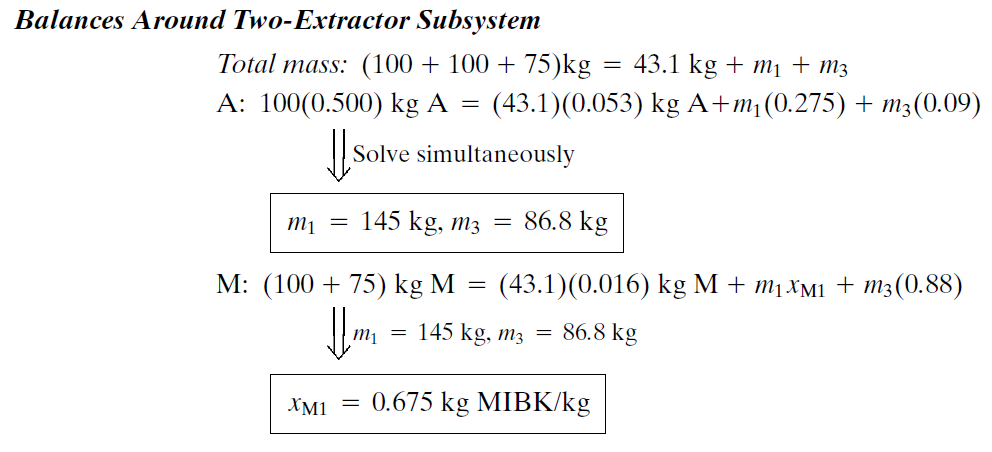 Balances Around Two-Extractor Subsystem
Total mass: (100 + 100 + 75)kg = 43.1 kg + m₁ + m₃
A: 100(0.500) kg A = (43.1)(0.053) kg A+m₁(0.275) + m₃(0.09)
Solve simultaneously
m₁ = 145 kg, m₃ = 86.8 kg
M: (100 + 75) kg M = (43.1)(0.016) kg M + m₁xM1 + m₃(0.88)
m₁ = 145 kg, m₃ = 86.8 kg
xM1 = 0.675 kg MIBK/kg